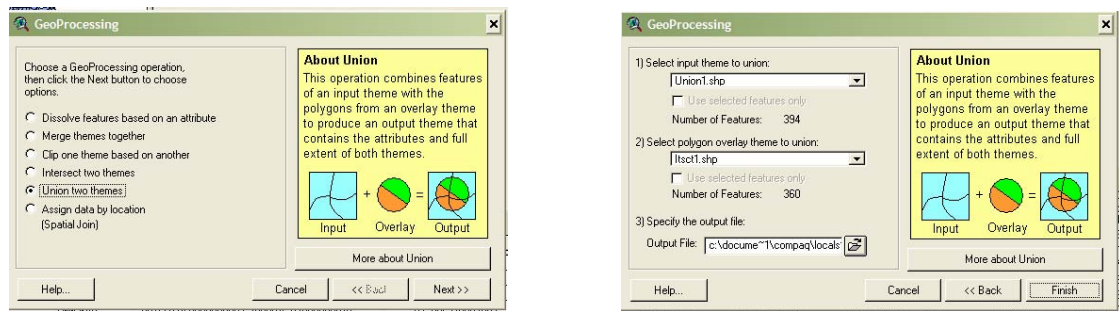 GeoProcessing
Choose a GeoProcessing operation,
then click the Next button to choose
options.
Dissolve features based on an attribute
Merge themes together
Clip one theme based on another
Intersect two themes
Union two themes
Assign data by location
(Spatial Join)
About Union
This operation combines features
of an input theme with the
polygons from an overlay theme
to produce an output theme that
contains the attributes and full
extent of both themes.
+ =
Input Overlay Output
More about Union
Help... Cancel << Back Next >>
GeoProcessing
1) Select input theme to union:
Union1.shp
Use selected features only
Number of Features: 394
2) Select polygon overlay theme to union:
Itsct1.shp
Use selected features only
Number of Features: 360
3) Specify the output file:
Output File: c:\docume~1\compaq\locals
About Union
This operation combines features
of an input theme with the
polygons from an overlay theme
to produce an output theme that
contains the attributes and full
extent of both themes.
+ =
Input Overlay Output
More about Union
Help... Cancel << Back Finish